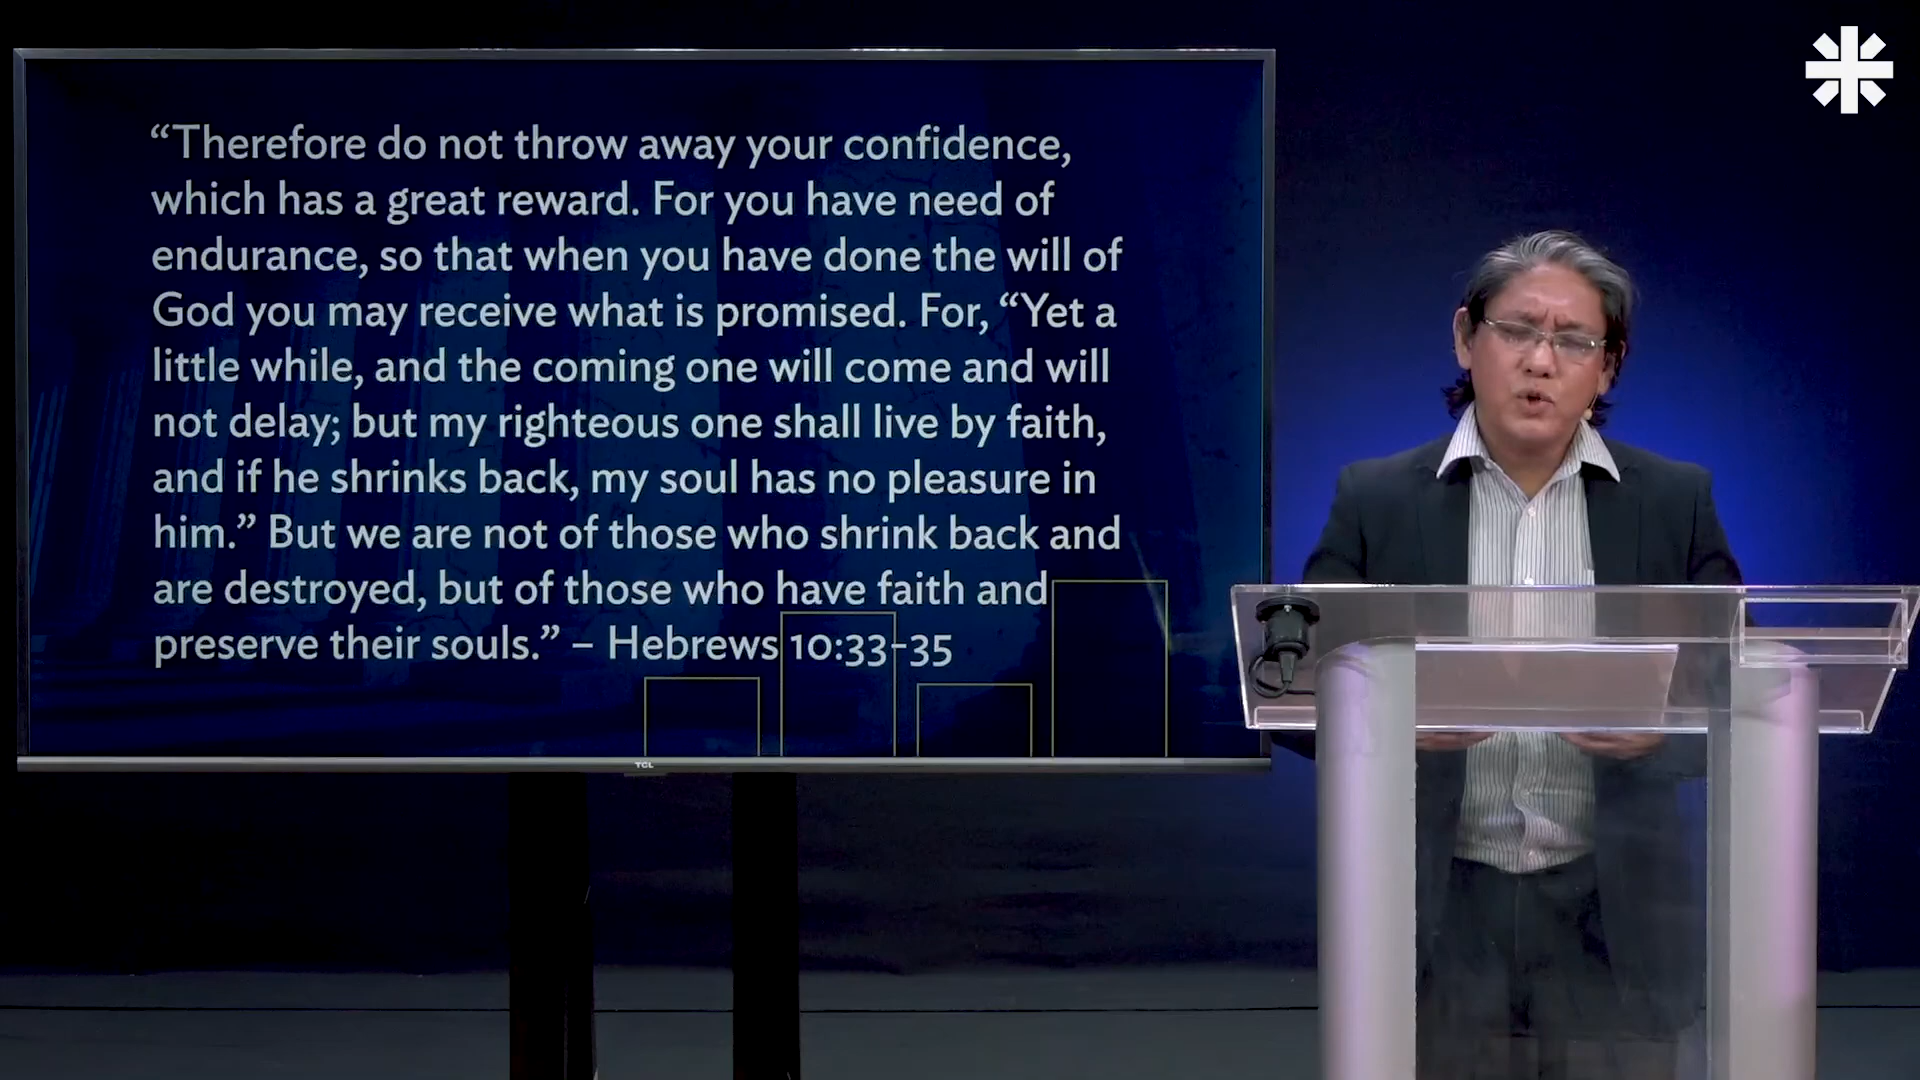 “Therefore do not throw away your confidence,
which has a great reward. For you have need of
endurance, so that when you have done the will of
God you may receive what is promised. For, “Yet a
little while, and the coming one will come and will
not delay; but my righteous one shall live by faith,
and if he shrinks back, my soul has no pleasure in
him.” But we are not of those who shrink back and
are destroyed, but of those who have faith and
preserve their souls.” – Hebrews 10:33-35
TCL